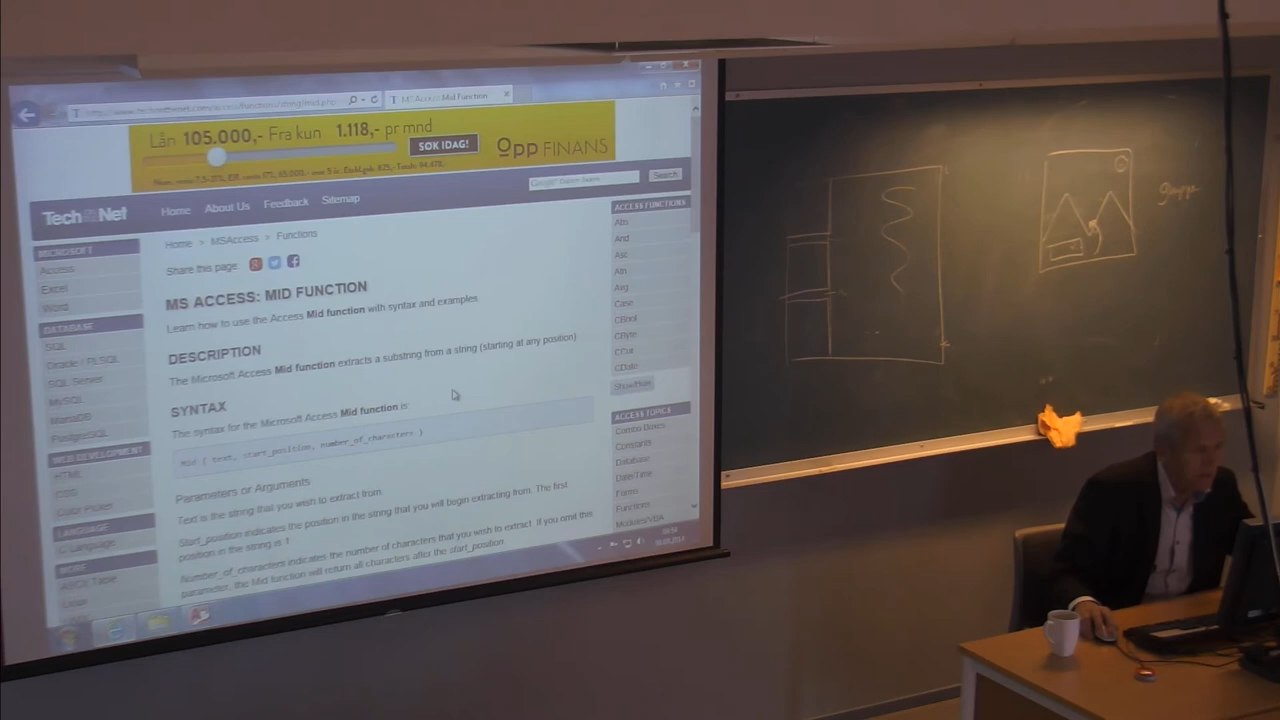 MS Access Mid Function
Lån 105.000,- Fra kun 1.118,- pr mnd
SØK IDAG!
Opp FINANS
Search
Tech on the Net
Home
About Us
Feedback
Sitemap
MICROSOFT
Access
Excel
Word
DATABASE
SQL
Oracle / PLSQL
SQL Server
MySQL
MariaDB
PostgreSQL
WEB DEVELOPMENT
HTML
CSS
Color Picker
LANGUAGE
C Language
MORE
ASCII Table
Linux
Home > MSAccess > Functions
Share this page:
MS ACCESS: MID FUNCTION
Learn how to use the Access Mid function with syntax and examples.
DESCRIPTION
The Microsoft Access Mid function extracts a substring from a string (starting at any position)
SYNTAX
The syntax for the Microsoft Access Mid function is
Mid ( text, start_position, number_of_characters )
Parameters or Arguments
Text is the string that you wish to extract from.
Start_position indicates the position in the string that you will begin extracting from. The first
position in the string is 1
Number_of_characters indicates the number of characters that you wish to extract. If you omit this
parameter, the Mid function will return all characters after the start_position
ACCESS FUNCTIONS
Abs
And
Asc
Atn
Avg
Case
CBool
CByte
CCur
CDate
Show/Hide
ACCESS TOPICS
Combo Boxes
Constants
Database
Date/Time
Forms
Functions
Modules/VBA